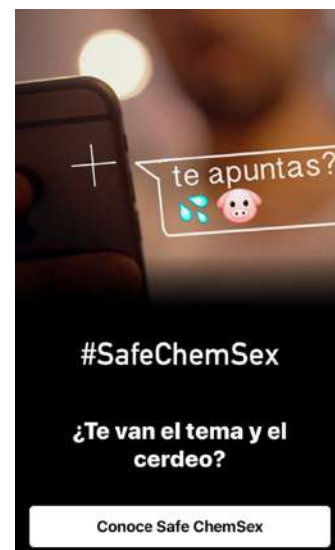 te apuntas?
💦🐷
#SafeChemSex
¿Te van el tema y el
cerdeo?
Conoce Safe ChemSex